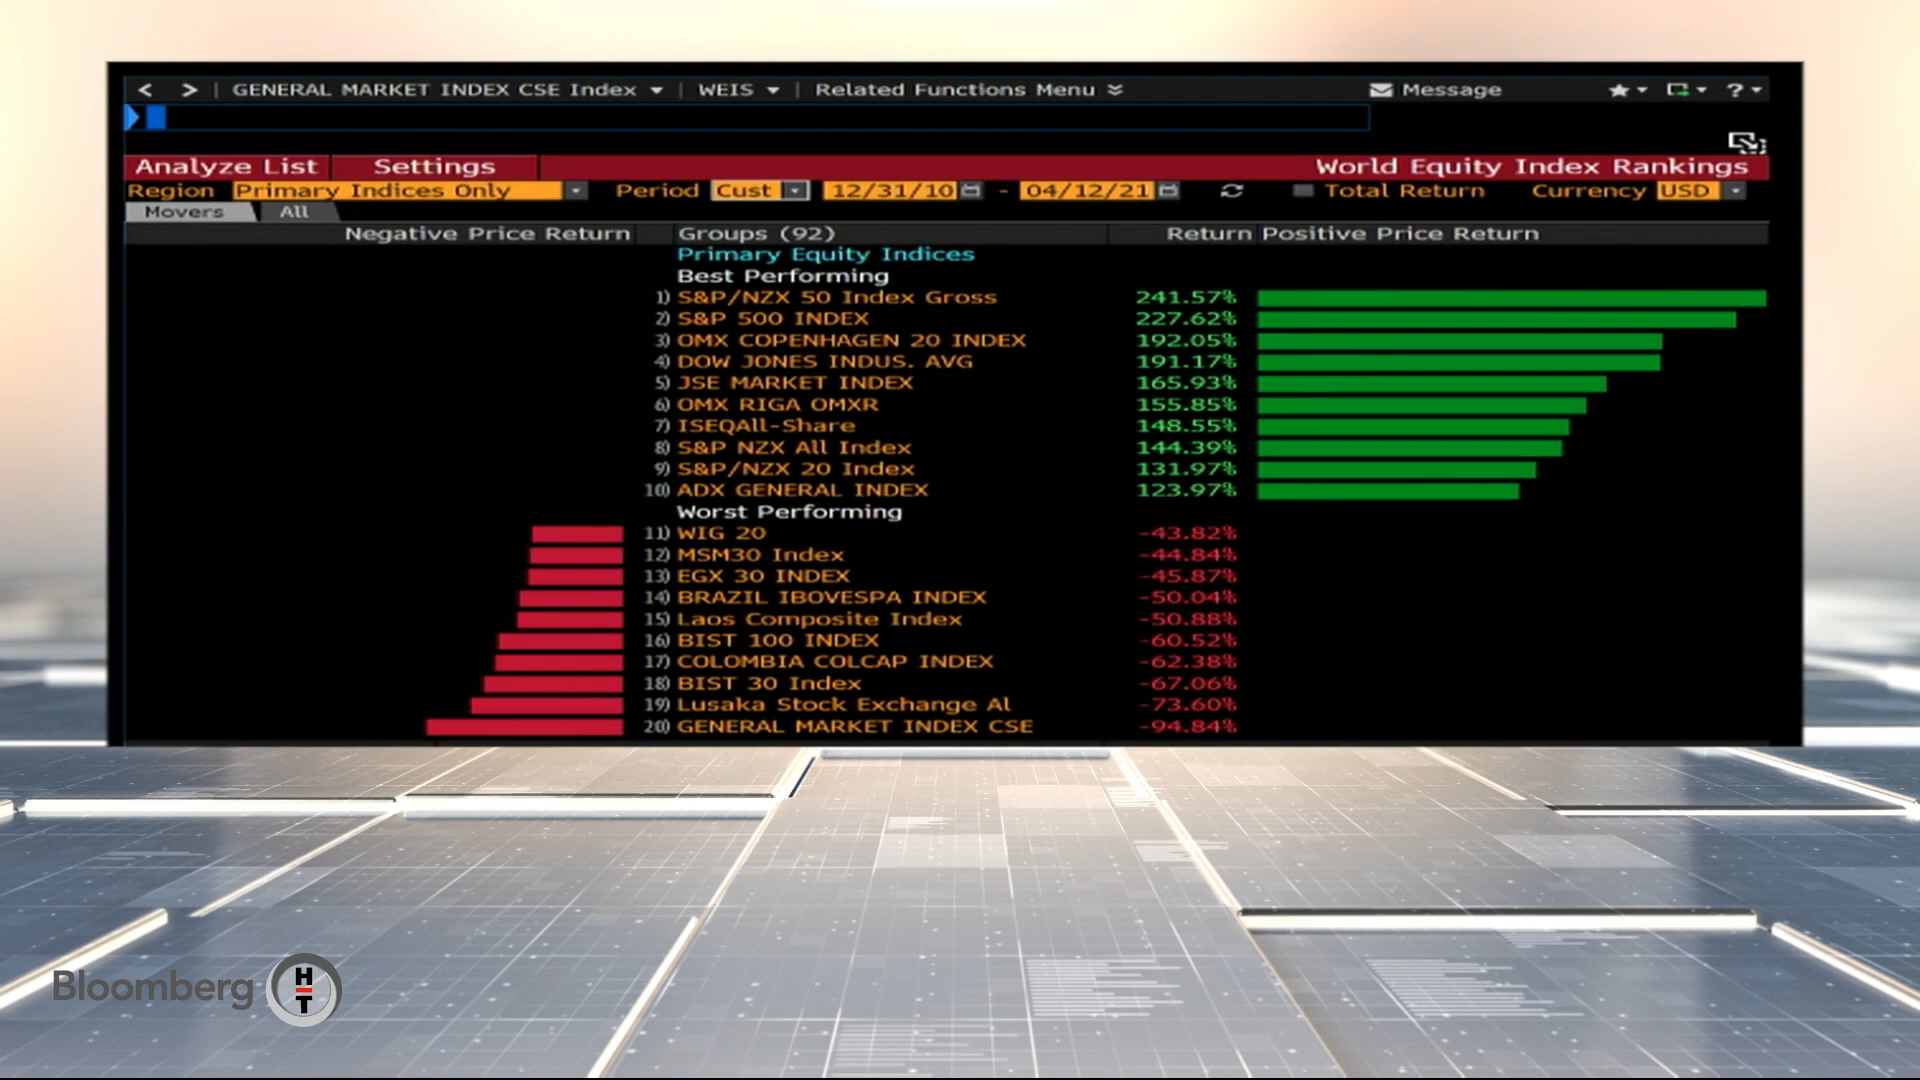 < > | GENERAL MARKET INDEX CSE Index | WEIS | Related Functions Menu Message ?
Analyze List Settings World Equity Index Rankings
Region Primary Indices Only Period Cust 12/31/10 - 04/12/21 Total Return Currency USD
Movers All
Negative Price Return Groups (92) Return Positive Price Return
Primary Equity Indices
Best Performing
1) S&P/NZX 50 Index Gross 241.57%
2) S&P 500 INDEX 227.62%
3) OMX COPENHAGEN 20 INDEX 192.05%
4) DOW JONES INDUS. AVG 191.17%
5) JSE MARKET INDEX 165.93%
6) OMX RIGA OMXR 155.85%
7) ISEQAll-Share 148.55%
8) S&P NZX All Index 144.39%
9) S&P/NZX 20 Index 131.97%
10) ADX GENERAL INDEX 123.97%
Worst Performing
11) WIG 20 -43.82%
12) MSM30 Index -44.84%
13) EGX 30 INDEX -45.87%
14) BRAZIL IBOVESPA INDEX -50.04%
15) Laos Composite Index -50.88%
16) BIST 100 INDEX -60.52%
17) COLOMBIA COLCAP INDEX -62.38%
18) BIST 30 Index -67.06%
19) Lusaka Stock Exchange Al -73.60%
20) GENERAL MARKET INDEX CSE -94.84%
Bloomberg HT